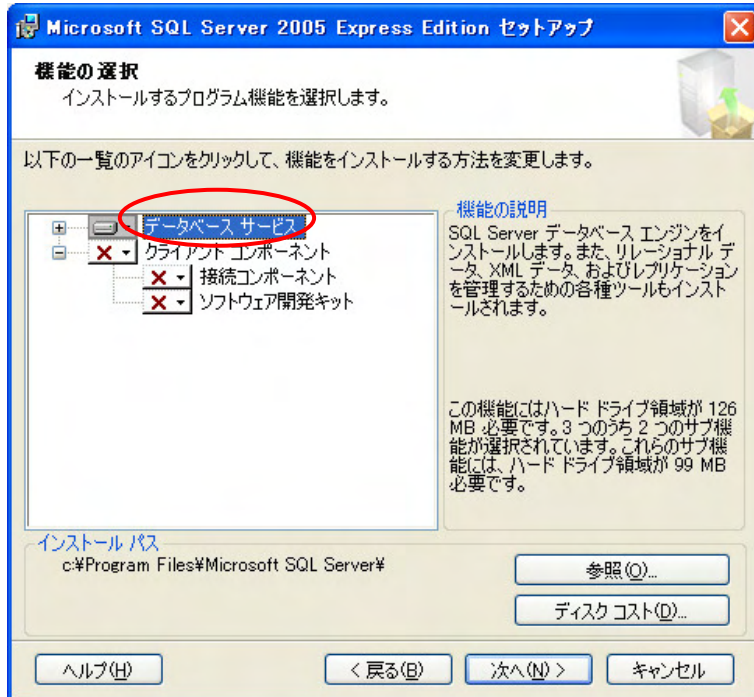 Microsoft SQL Server 2005 Express Edition セットアップ
機能の選択
インストールするプログラム機能を選択します。
以下の一覧のアイコンをクリックして、機能をインストールする方法を変更します。
データベース サービス
クライアント コンポーネント
接続コンポーネント
ソフトウェア開発キット
機能の説明
SQL Server データベース エンジンをイ
ンストールします。また、リレーショナル デ
ータ、XML データ、およびレプリケーション
を管理するための各種ツールもインスト
ールされます。
この機能にはハード ドライブ領域が 126
MB 必要です。3 つのうち 2 つのサブ機
能が選択されています。これらのサブ機
能には、ハード ドライブ領域が 99 MB
必要です。
インストール パス
c:¥Program Files¥Microsoft SQL Server¥
参照(O)...
ディスク コスト(D)...
ヘルプ(H)
< 戻る(B)
次へ(N) >
キャンセル